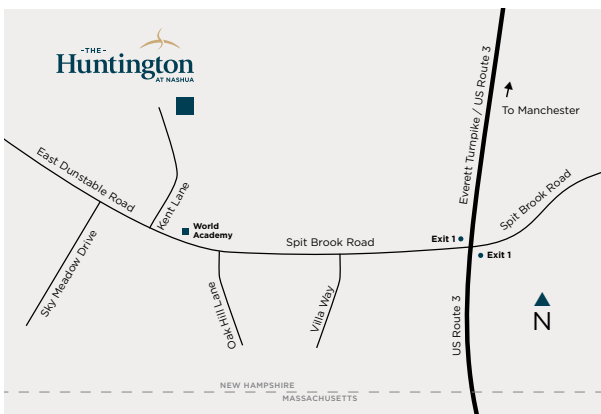 -THE-
Huntington
AT NASHUA
Everett Turnpike / US Route 3
To Manchester
East Dunstable Road
Kent Lane
Spit Brook Road
World
Academy
Spit Brook Road
Exit 1
Exit 1
Sky Meadow Drive
Oak Hill Lane
Villa Way
US Route 3
N
NEW HAMPSHIRE
MASSACHUSETTS